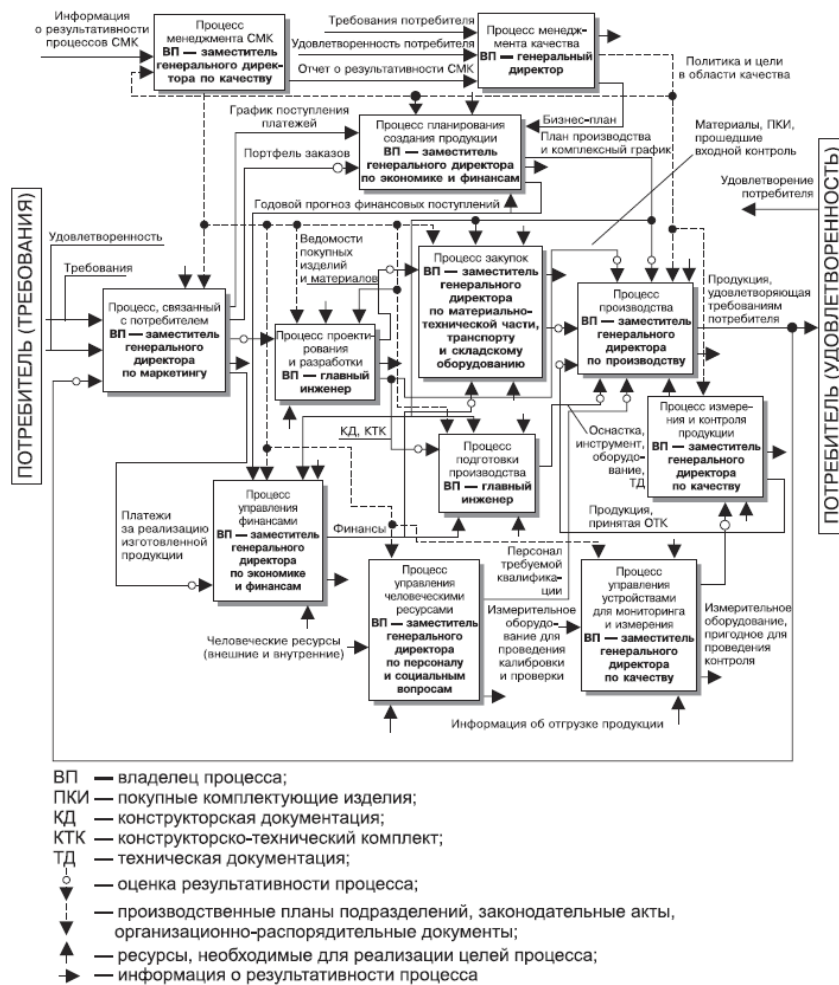 Информация
о результативности
процессов СМК
Процесс
менеджмента СМК
ВП — заместитель
генерального дирек-
тора по качеству
Требования потребителя
Удовлетворенность потребителя
Отчет о результативности СМК
Процесс менедж-
мента качества
ВП — генеральный
директор
Политика и цели
в области качества
График поступления
платежей
Портфель заказов
Процесс планирования
создания продукции
ВП — заместитель
генерального директора
по экономике и финансам
Бизнес-план
План производства
и комплексный график
Материалы, ПКИ,
прошедшие
входной контроль
Удовлетворение
потребителя
ПОТРЕБИТЕЛЬ (ТРЕБОВАНИЯ)
ПОТРЕБИТЕЛЬ (УДОВЛЕТВОРЕННОСТЬ)
Годовой прогноз финансовых поступлений
Удовлетворенность
Требования
Процесс, связанный
с потребителем
ВП — заместитель
генерального
директора
по маркетингу
Ведомости
покупных
изделий
и материалов
Процесс проекти-
рования
и разработки
ВП — главный
инженер
Процесс закупок
ВП — заместитель
генерального
директора
по материально-
технической части,
транспорту
и складскому
оборудованию
Процесс
производства
ВП — заместитель
генерального
директора
по производству
Продукция,
удовлетворяющая
требованиям
потребителя
КД, КТК
Процесс
подготовки
производства
ВП — главный
инженер
Оснастка,
инструмент,
оборудо-
вание,
ТД
Процесс измерения
и контроля
продукции
ВП — заместитель
генерального
директора
по качеству
Платежи
за реализацию
изготовленной
продукции
Процесс
управления
финансами
ВП — заместитель
генерального
директора
по экономике
и финансам
Финансы
Продукция,
принятая ОТК
Процесс
управления
человеческими
ресурсами
ВП — заместитель
генерального
директора
по персоналу
и социальным
вопросам
Персонал
требуемой
квалифика-
ции
Измерительное
оборудо-
вание для
проведения
калибровки
и проверки
Процесс
управления
устройствами
для мониторинга
и измерения
ВП — заместитель
генерального
директора
по качеству
Измерительное
оборудование,
пригодное для
проведения
контроля
Человеческие ресурсы
(внешние и внутренние)
Информация об отгрузке продукции
ВП — владелец процесса;
ПКИ — покупные комплектующие изделия;
КД — конструкторская документация;
КТК — конструкторско-технический комплект;
ТД — техническая документация;
— оценка результативности процесса;
— производственные планы подразделений, законодательные акты,
организационно-распорядительные документы;
— ресурсы, необходимые для реализации целей процесса;
— информация о результативности процесса